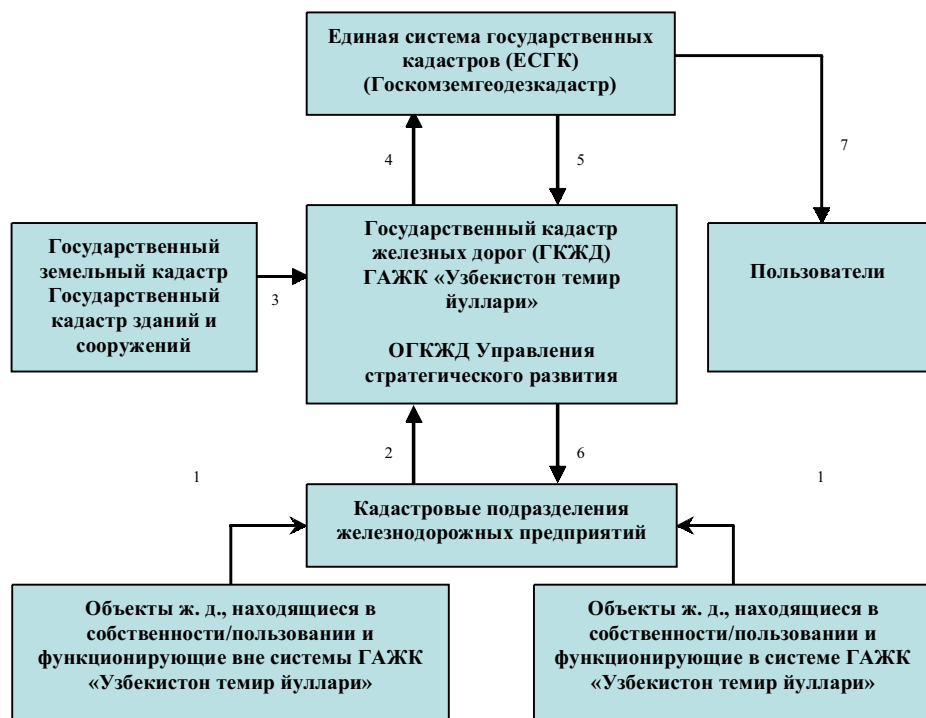 Единая система государственных
кадастров (ЕСГК)
(Госкомземгеодезкадастр)
4
5
7
Государственный
земельный кадастр
Государственный
кадастр зданий и
сооружений
3
Государственный кадастр
железных дорог (ГКЖД)
ГАЖК «Узбекистон темир
йуллари»
ОГКЖД Управления
стратегического развития
Пользователи
2
6
1
1
Кадастровые подразделения
железнодорожных предприятий
Объекты ж. д., находящиеся в
собственности/пользовании и
функционирующие вне системы ГАЖК
«Узбекистон темир йуллари»
Объекты ж. д., находящиеся в
собственности/пользовании и
функционирующие в системе ГАЖК
«Узбекистон темир йуллари»